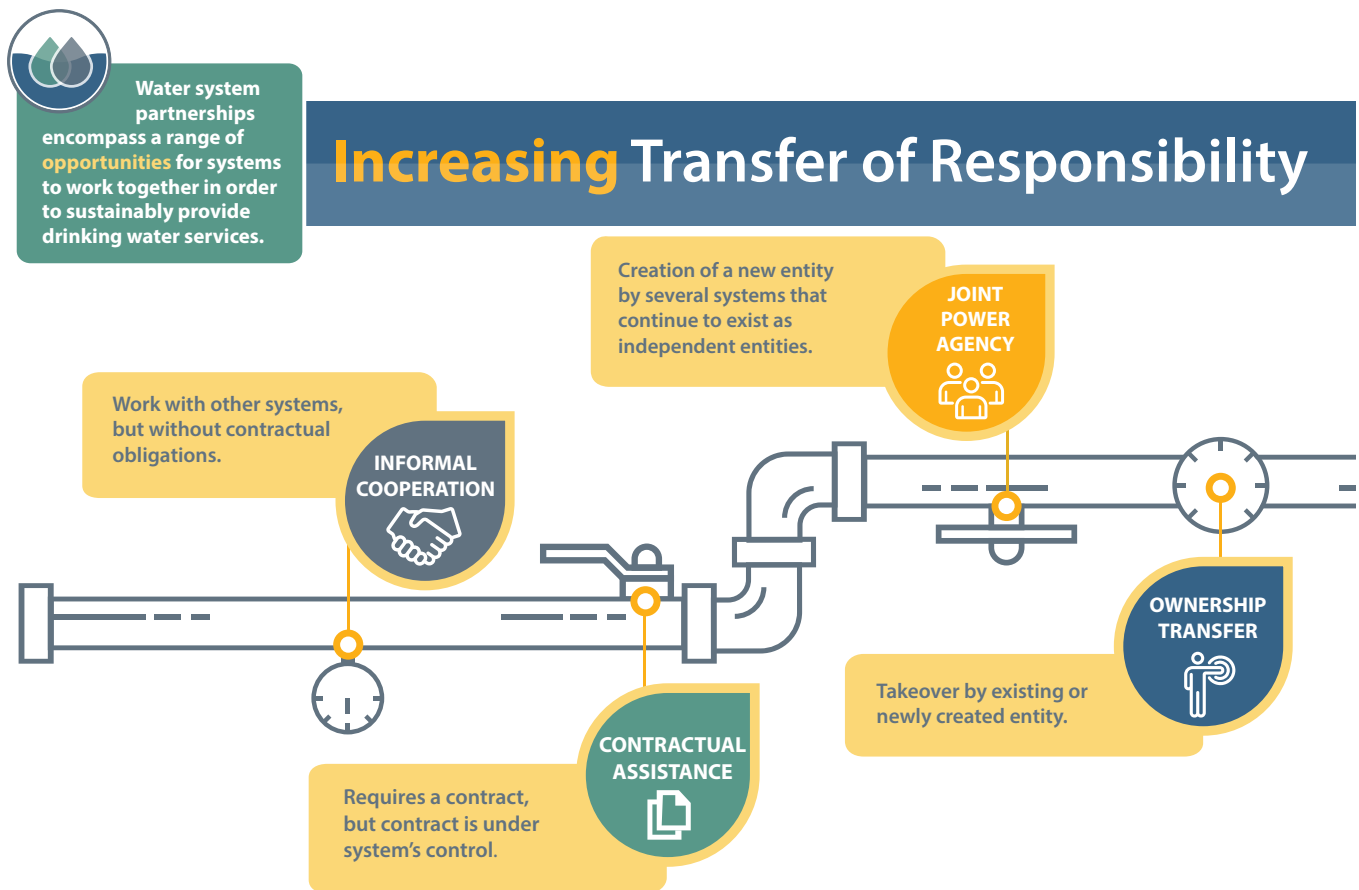 Water system
partnerships
encompass a range of
opportunities for systems
to work together in order
to sustainably provide
drinking water services.
Increasing Transfer of Responsibility
Creation of a new entity
by several systems that
continue to exist as
independent entities.
JOINT
POWER
AGENCY
Work with other systems,
but without contractual
obligations.
INFORMAL
COOPERATION
OWNERSHIP
TRANSFER
Takeover by existing or
newly created entity.
CONTRACTUAL
ASSISTANCE
Requires a contract,
but contract is under
system’s control.